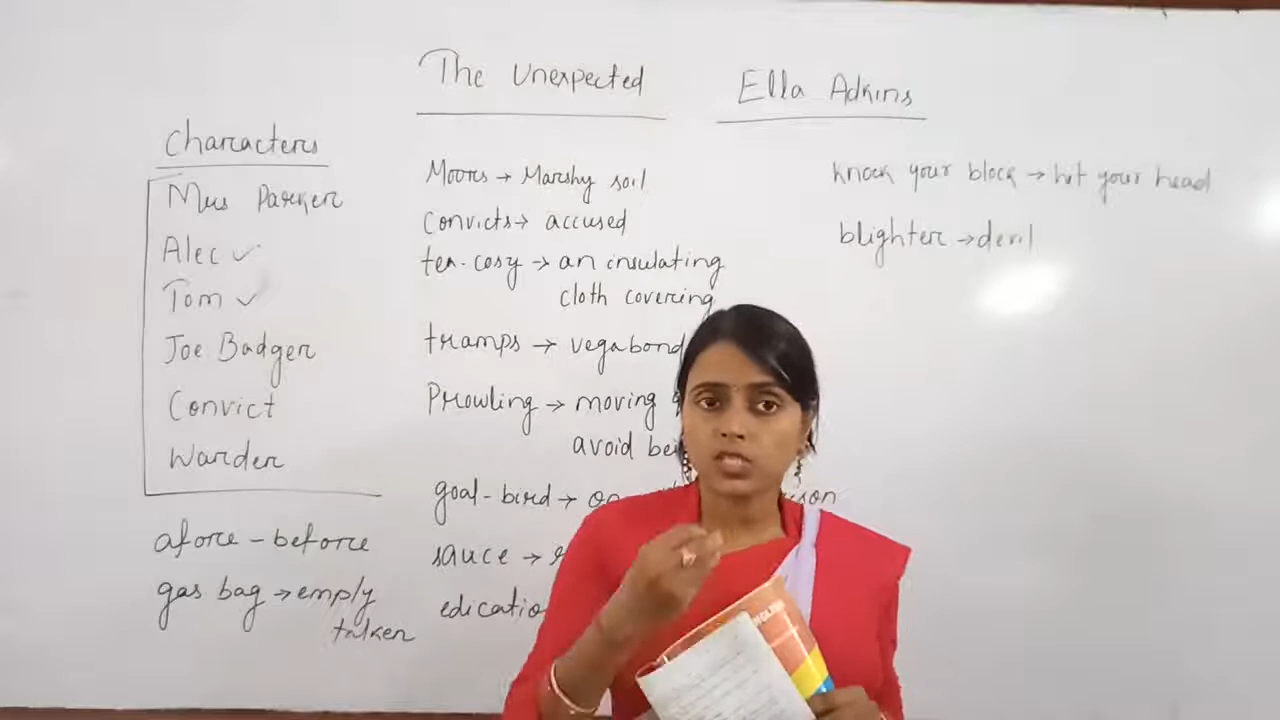 The Unexpected
Ella Adkins
Characters
Mrs Parker
Alec ✓
Tom ✓
Joe Badger
Convict
Warder
afore - before
gas bag → empty
talker
Moors → Marshy soil
Convicts → accused
tea-cosy → an insulating
cloth covering
tramps → vegabond
Prowling → moving
avoid
goal-bird →
sauce →
knock your block → hit your head
blighter → devil
ENGLISH